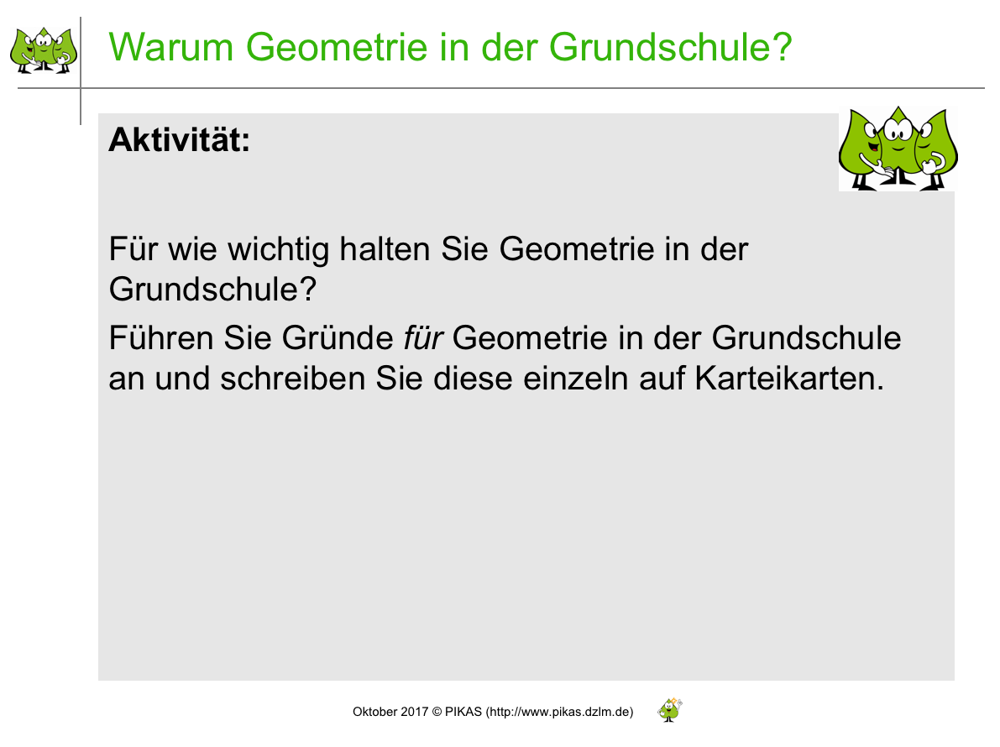 Warum Geometrie in der Grundschule?
Aktivität:
Für wie wichtig halten Sie Geometrie in der
Grundschule?
Führen Sie Gründe für Geometrie in der Grundschule
an und schreiben Sie diese einzeln auf Karteikarten.
Oktober 2017 © PIKAS (http://www.pikas.dzlm.de)